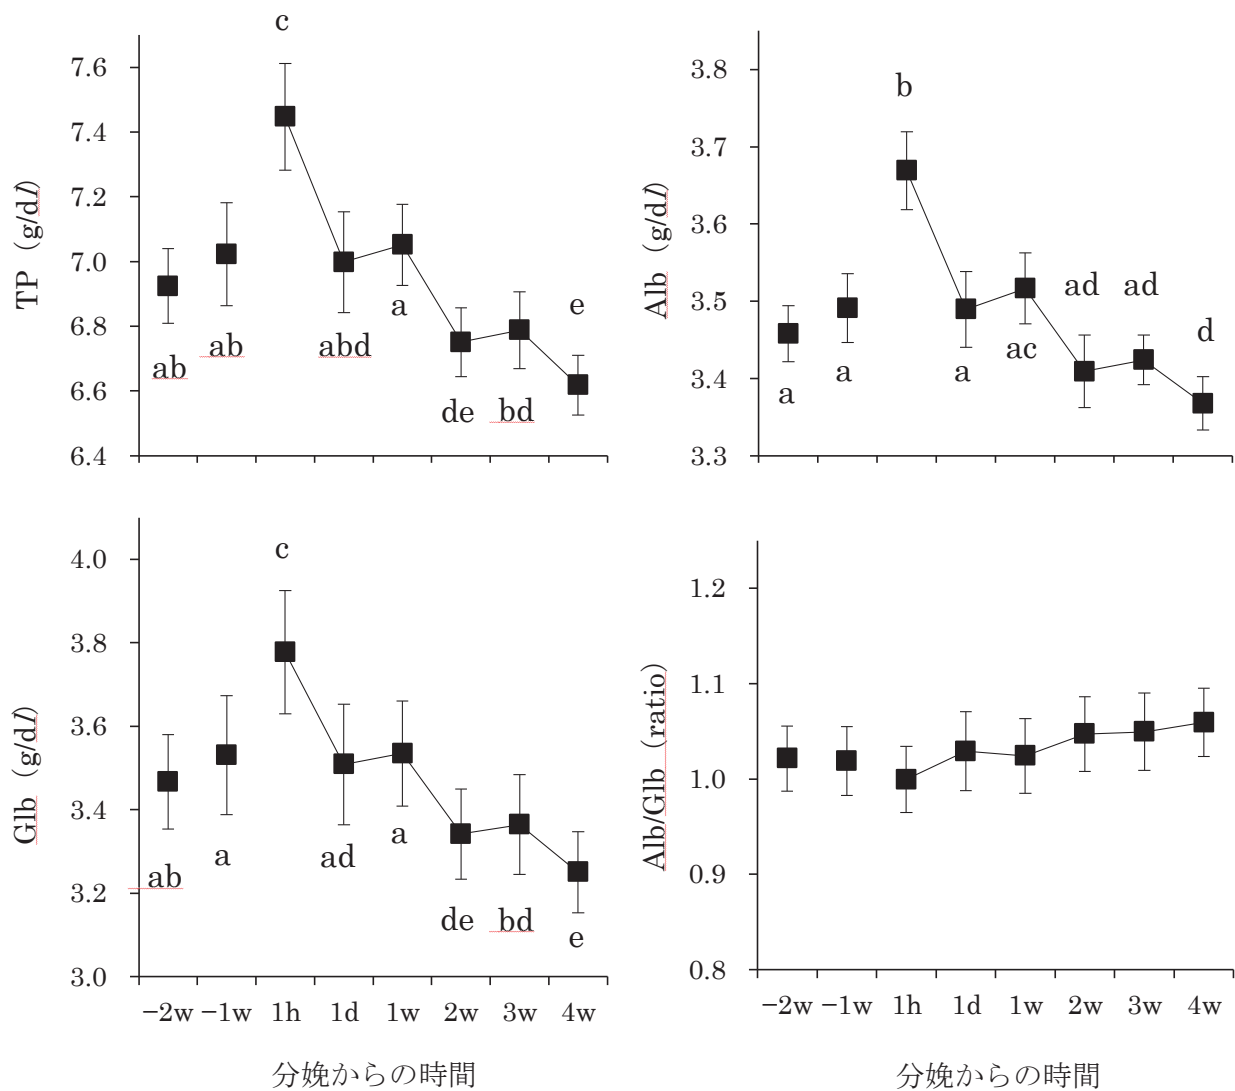 TP (g/dl)
7.6
7.4
7.2
7.0
6.8
6.6
6.4
c
ab
ab
abd
a
de
bd
e
Alb (g/dl)
3.8
3.7
3.6
3.5
3.4
3.3
b
a
a
a
ac
ad
ad
d
Glb (g/dl)
4.0
3.8
3.6
3.4
3.2
3.0
c
ab
a
ad
a
de
bd
e
−2w −1w 1h 1d 1w 2w 3w 4w
分娩からの時間
Alb/Glb (ratio)
1.2
1.1
1.0
0.9
0.8
−2w −1w 1h 1d 1w 2w 3w 4w
分娩からの時間